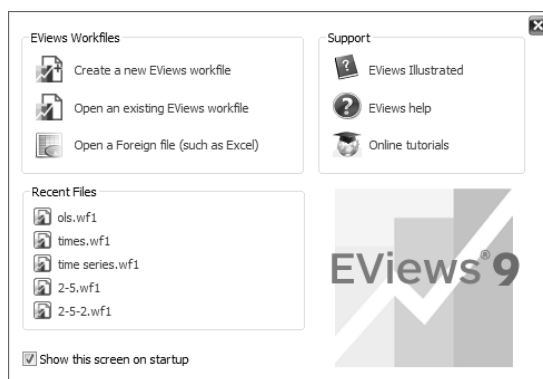 EViews Workfiles
Create a new EViews workfile
Open an existing EViews workfile
Open a Foreign file (such as Excel)
Support
EViews Illustrated
EViews help
Online tutorials
Recent Files
ols.wf1
times.wf1
time series.wf1
2-5.wf1
2-5-2.wf1
EViews®9
Show this screen on startup